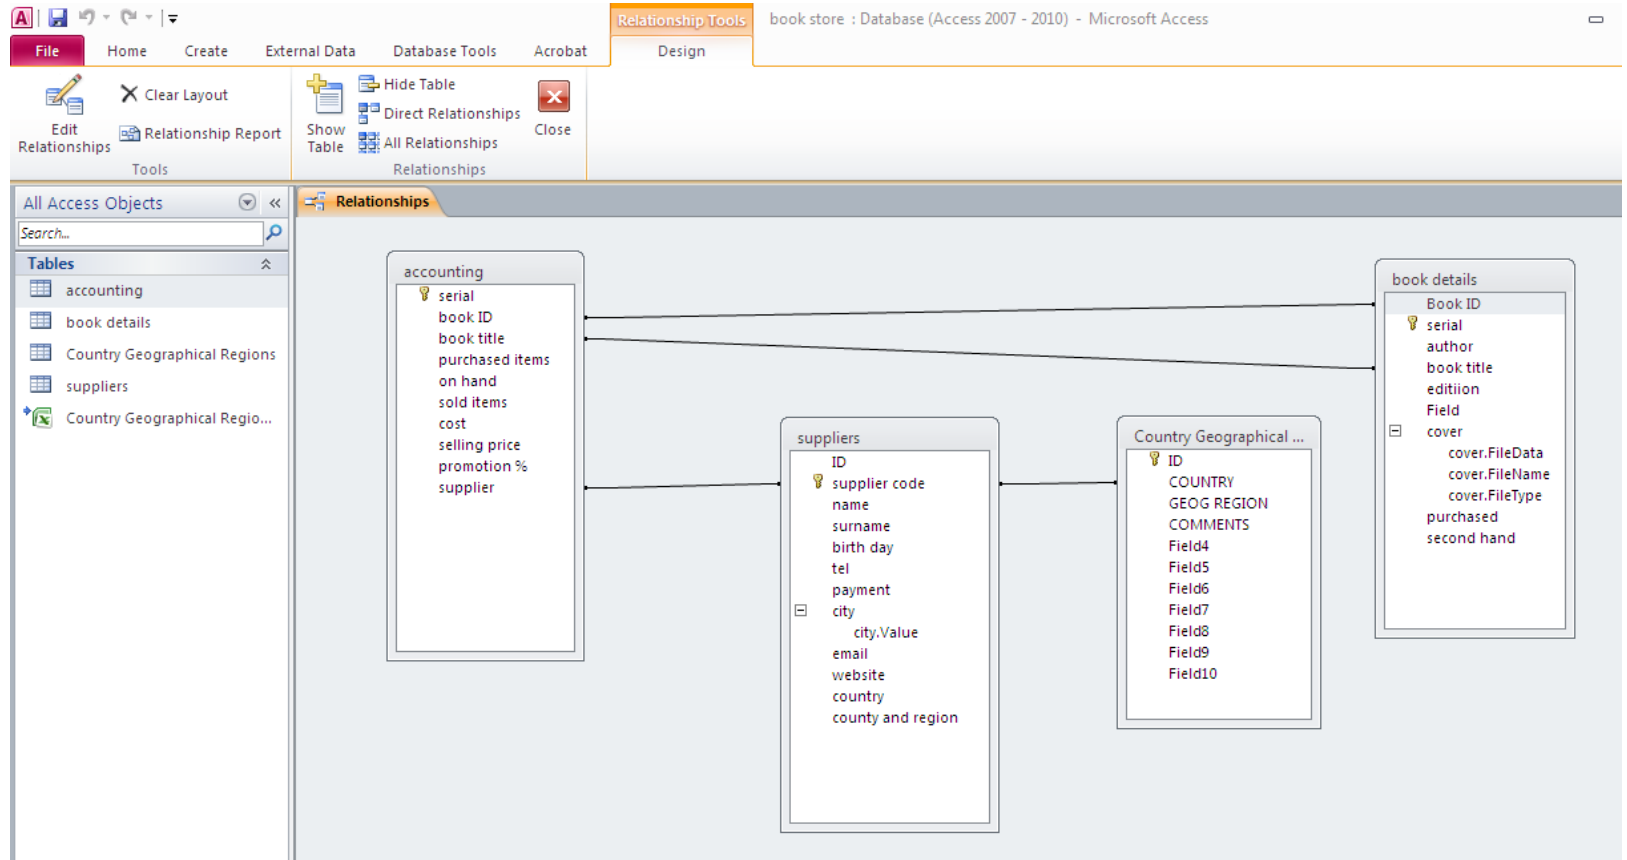 A
Relationship Tools
book store : Database (Access 2007 - 2010) - Microsoft Access
File Home Create External Data Database Tools Acrobat Design
Edit Relationships
Clear Layout
Relationship Report
Tools
Show Table
Hide Table
Direct Relationships
All Relationships
Close
Relationships
All Access Objects
Search...
Tables
accounting
book details
Country Geographical Regions
suppliers
Country Geographical Regio...
Relationships
accounting
serial
book ID
book title
purchased items
on hand
sold items
cost
selling price
promotion %
supplier
suppliers
ID
supplier code
name
surname
birth day
tel
payment
city
city.Value
email
website
country
county and region
Country Geographical ...
ID
COUNTRY
GEOG REGION
COMMENTS
Field4
Field5
Field6
Field7
Field8
Field9
Field10
book details
Book ID
serial
author
book title
editiion
Field
cover
cover.FileData
cover.FileName
cover.FileType
purchased
second hand